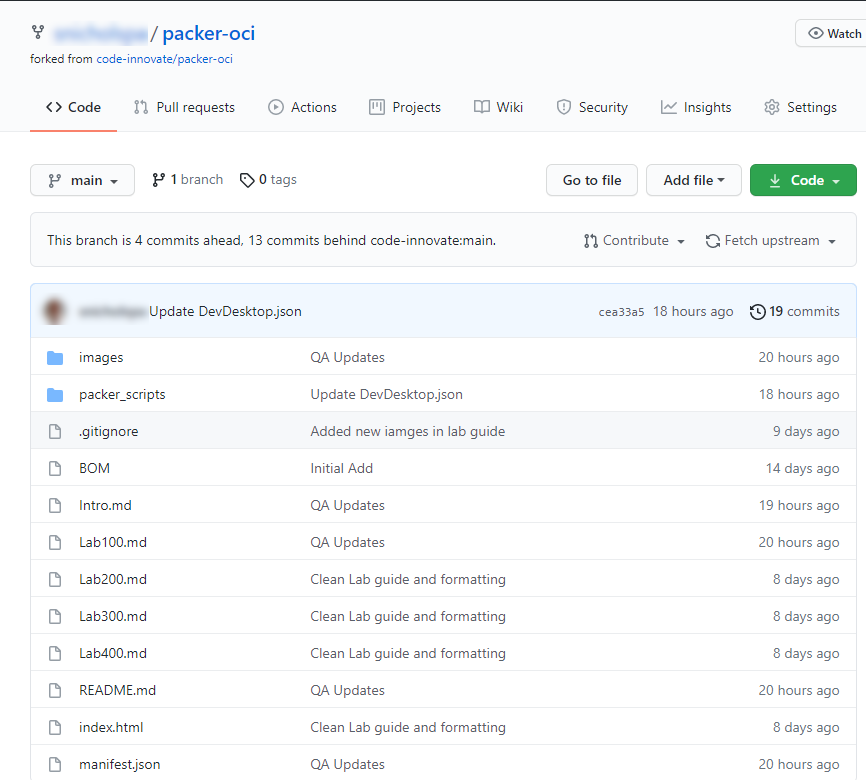 / packer-oci
Watch
forked from code-innovate/packer-oci
Code Pull requests Actions Projects Wiki Security Insights Settings
main 1 branch 0 tags Go to file Add file Code
This branch is 4 commits ahead, 13 commits behind code-innovate:main. Contribute Fetch upstream
Update DevDesktop.json cea33a5 18 hours ago 19 commits
images QA Updates 20 hours ago
packer_scripts Update DevDesktop.json 18 hours ago
.gitignore Added new iamges in lab guide 9 days ago
BOM Initial Add 14 days ago
Intro.md QA Updates 19 hours ago
Lab100.md QA Updates 20 hours ago
Lab200.md Clean Lab guide and formatting 8 days ago
Lab300.md Clean Lab guide and formatting 8 days ago
Lab400.md Clean Lab guide and formatting 8 days ago
README.md QA Updates 20 hours ago
index.html Clean Lab guide and formatting 8 days ago
manifest.json QA Updates 20 hours ago